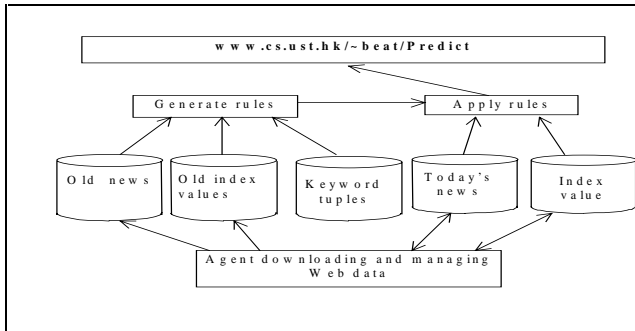 www.cs.ust.hk/~beat/Predict
Generate rules
Apply rules
Old news
Old index
values
Keyword
tuples
Today's
news
Index
value
Agent downloading and managing
Web data